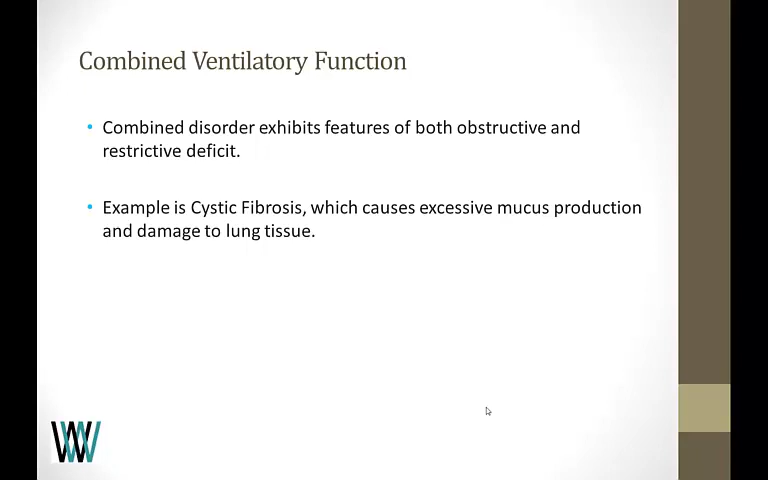 Combined Ventilatory Function
• Combined disorder exhibits features of both obstructive and
restrictive deficit.
• Example is Cystic Fibrosis, which causes excessive mucus production
and damage to lung tissue.
W